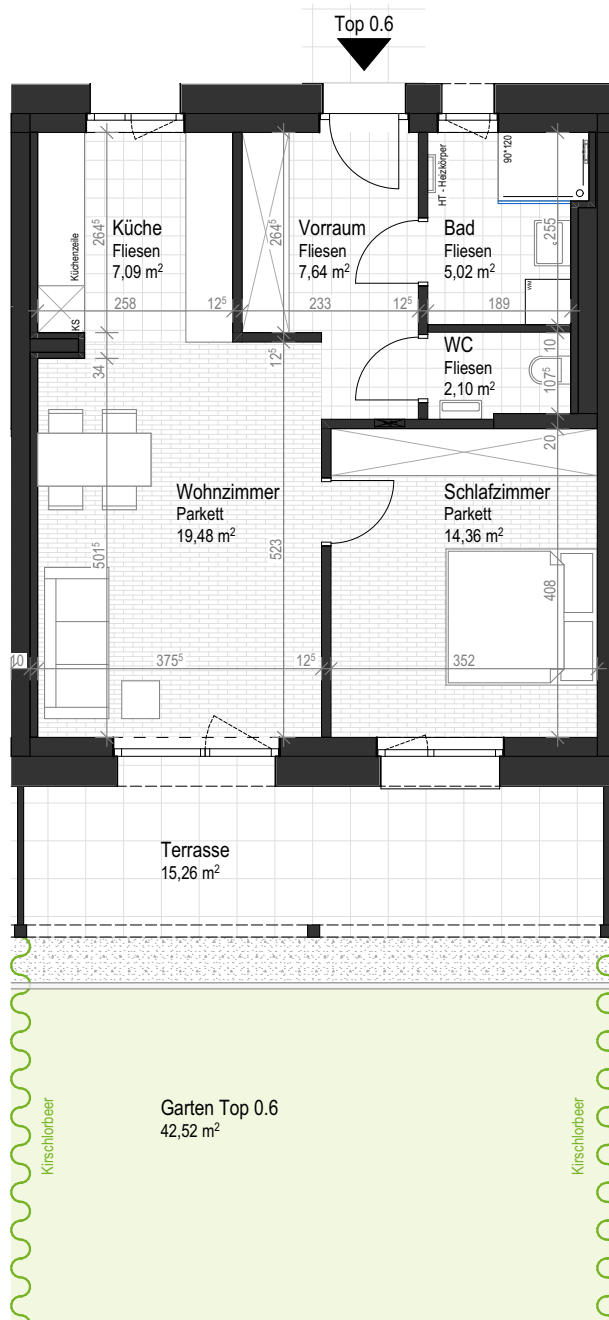 Top 0.6
90*120
HT - Heizkörper
Küche
Fliesen
7,09 m²
Vorraum
Fliesen
7,64 m²
Bad
Fliesen
5,02 m²
264⁵
264⁵
255
Küchenzeile
KS
WM
258
12⁵
233
12⁵
189
WC
Fliesen
2,10 m²
34
12⁵
10
107⁵
20
Wohnzimmer
Parkett
19,48 m²
Schlafzimmer
Parkett
14,36 m²
501⁵
523
408
10
375⁵
12⁵
352
Terrasse
15,26 m²
Garten Top 0.6
42,52 m²
Kirschlorbeer
Kirschlorbeer